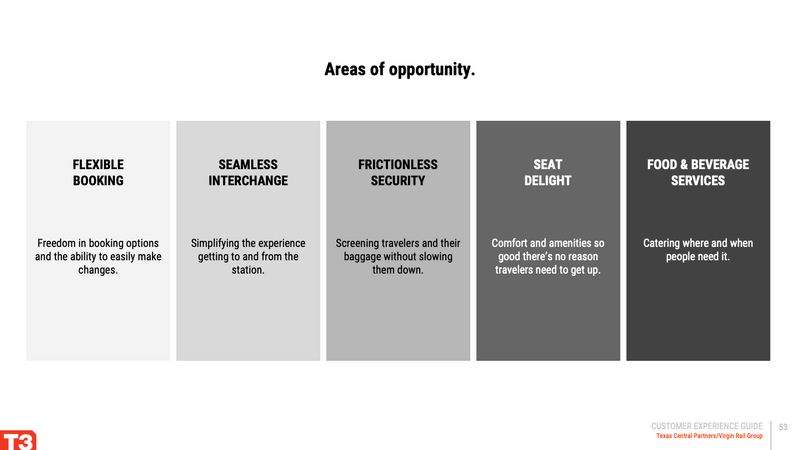 Areas of opportunity.
FLEXIBLE
BOOKING
Freedom in booking options
and the ability to easily make
changes.
SEAMLESS
INTERCHANGE
Simplifying the experience
getting to and from the
station.
FRICTIONLESS
SECURITY
Screening travelers and their
baggage without slowing
them down.
SEAT
DELIGHT
Comfort and amenities so
good there's no reason
travelers need to get up.
FOOD & BEVERAGE
SERVICES
Catering where and when
people need it.
T3
CUSTOMER EXPERIENCE GUIDE
Texas Central Partners/Virgin Rail Group
53